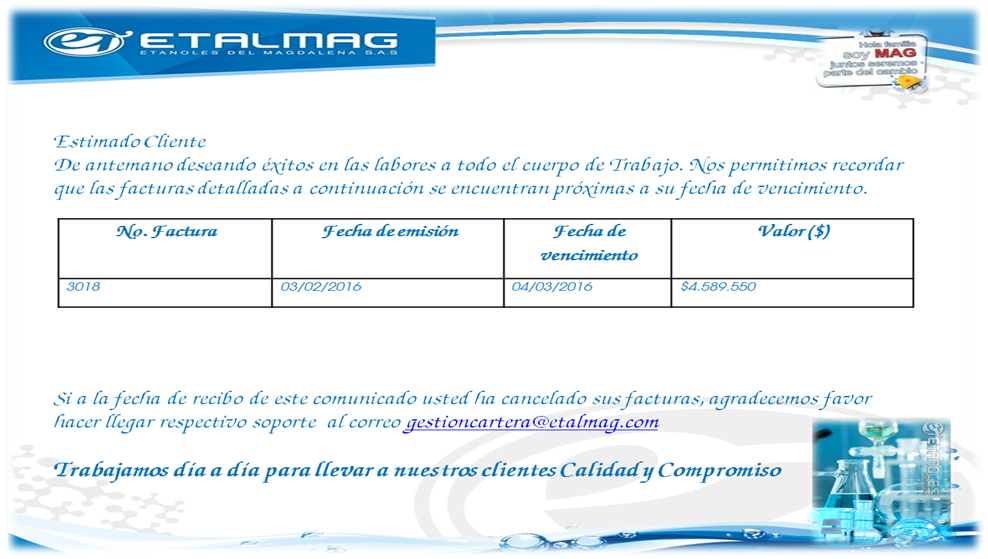 ETALMAG
ETANOLES DEL MAGDALENA S.A.S
Hola familia
soy MAG
juntos seremos
parte del cambio
Estimado Cliente
De antemano deseando éxitos en las labores a todo el cuerpo de Trabajo. Nos permitimos recordar
que las facturas detalladas a continuación se encuentran próximas a su fecha de vencimiento.
No. Factura Fecha de emisión Fecha de vencimiento Valor ($)
3018 03/02/2016 04/03/2016 $4.589.550
Si a la fecha de recibo de este comunicado usted ha cancelado sus facturas, agradecemos favor
hacer llegar respectivo soporte al correo gestioncartera@etalmag.com
Trabajamos día a día para llevar a nuestros clientes Calidad y Compromiso